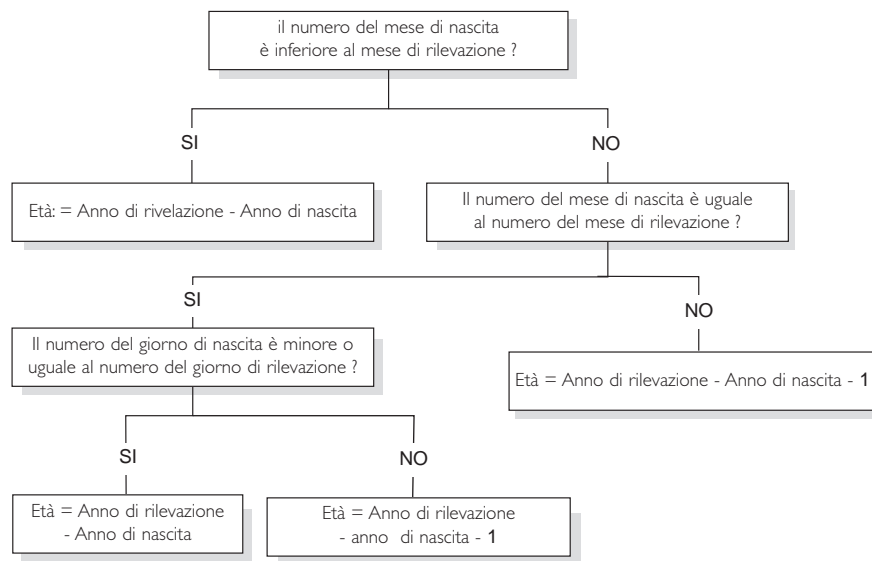 il numero del mese di nascita
è inferiore al mese di rilevazione ?
SI
NO
Età: = Anno di rivelazione - Anno di nascita
Il numero del mese di nascita è uguale
al numero del mese di rilevazione ?
SI
NO
Il numero del giorno di nascita è minore o
uguale al numero del giorno di rilevazione ?
Età = Anno di rilevazione - Anno di nascita - 1
SI
NO
Età = Anno di rilevazione
- Anno di nascita
Età = Anno di rilevazione
- anno di nascita - 1